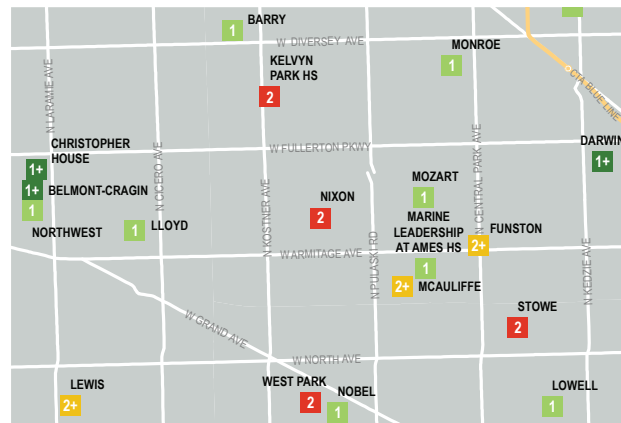 BARRY
1
W DIVERSEY AVE
MONROE
1
KELVYN
PARK HS
2
CTA BLUE LINE
N LARAMIE AVE
N CICERO AVE
N KOSTNER AVE
N PULASKI RD
N CENTRAL PARK AVE
N KEDZIE AVE
W FULLERTON PKWY
DARWIN
1+
CHRISTOPHER
HOUSE
1+
1+
BELMONT-CRAGIN
1
NORTHWEST
1
LLOYD
NIXON
2
MOZART
1
MARINE
LEADERSHIP
AT AMES HS
1
FUNSTON
2+
W ARMITAGE AVE
2+
MCAULIFFE
STOWE
2
W GRAND AVE
W NORTH AVE
LEWIS
2+
WEST PARK
2
NOBEL
1
LOWELL
1